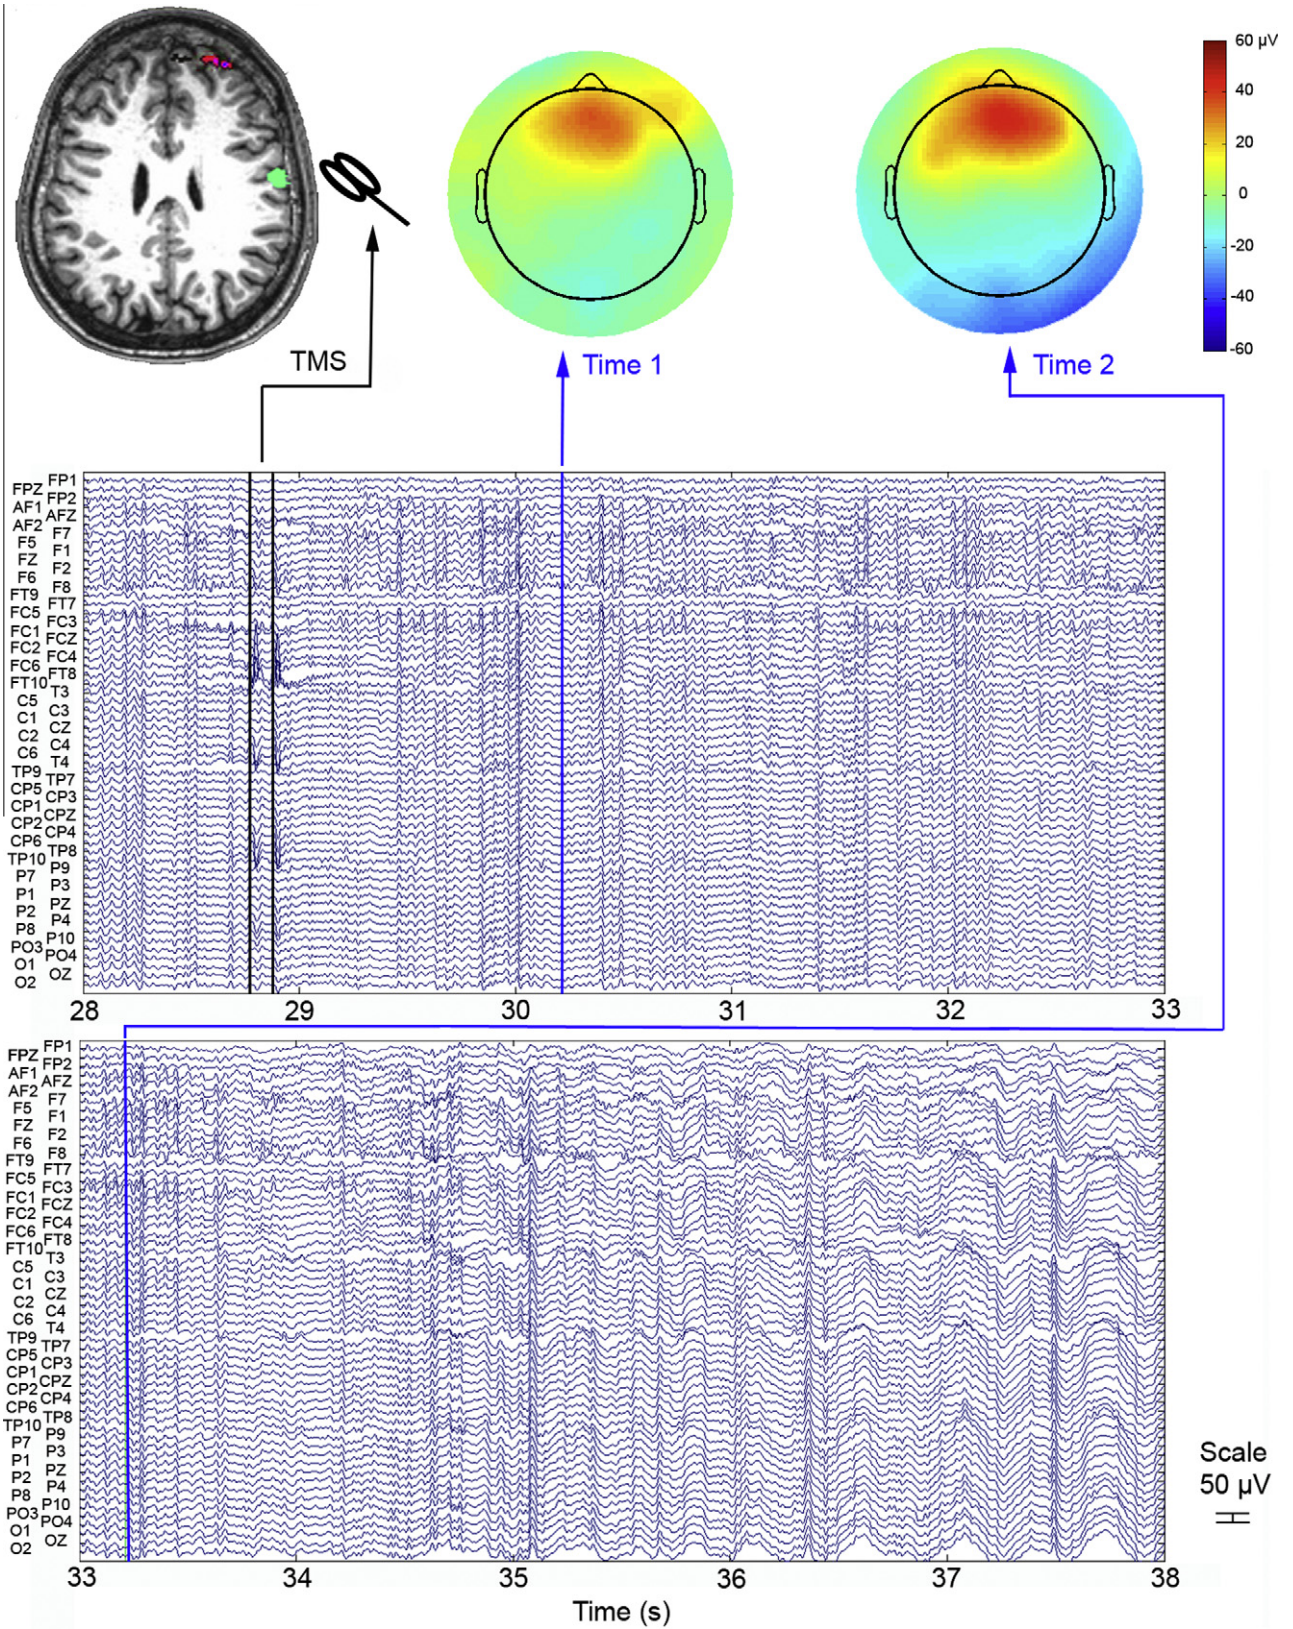 60 µV
40
20
0
-20
-40
-60
TMS
Time 1
Time 2
FP1
FPZ
FP2
AF1
AFZ
AF2
F7
F5
F1
FZ
F2
F6
F8
FT9
FT7
FC5
FC3
FC1
FCZ
FC2
FC4
FC6
FT8
FT10
T3
C5
C3
C1
CZ
C2
C4
C6
T4
TP9
TP7
CP5
CP3
CP1
CPZ
CP2
CP4
CP6
TP8
TP10
P9
P7
P3
P1
PZ
P2
P4
P8
P10
PO3
PO4
O1
OZ
O2
28 29 30 31 32 33
FP1
FPZ
FP2
AF1
AFZ
AF2
F7
F5
F1
FZ
F2
F6
F8
FT9
FT7
FC5
FC3
FC1
FCZ
FC2
FC4
FC6
FT8
FT10
T3
C5
C3
C1
CZ
C2
C4
C6
T4
TP9
TP7
CP5
CP3
CP1
CPZ
CP2
CP4
CP6
TP8
TP10
P9
P7
P3
P1
PZ
P2
P4
P8
P10
PO3
PO4
O1
OZ
O2
Scale
50 µV
33 34 35 36 37 38
Time (s)